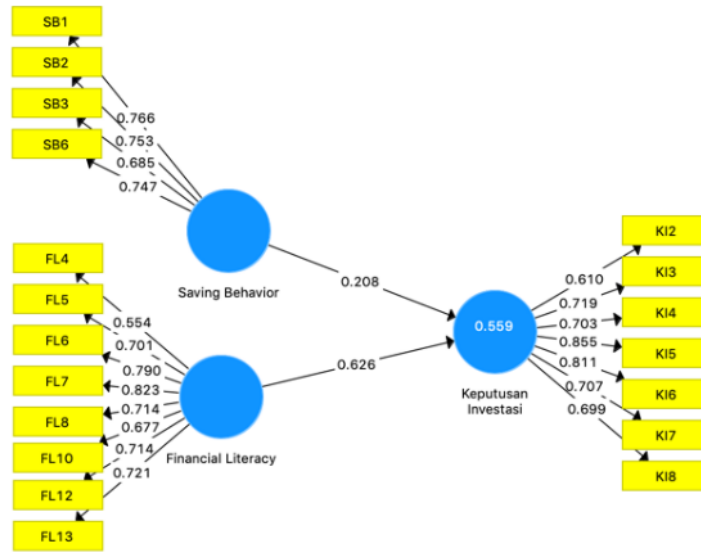 SB1
SB2
SB3
SB6
0.766
0.753
0.685
0.747
Saving Behavior
0.208
FL4
FL5
FL6
FL7
FL8
FL10
FL12
FL13
0.554
0.701
0.790
0.823
0.714
0.677
0.714
0.721
Financial Literacy
0.626
0.559
Keputusan
Investasi
0.610
0.719
0.703
0.855
0.811
0.707
0.699
KI2
KI3
KI4
KI5
KI6
KI7
KI8